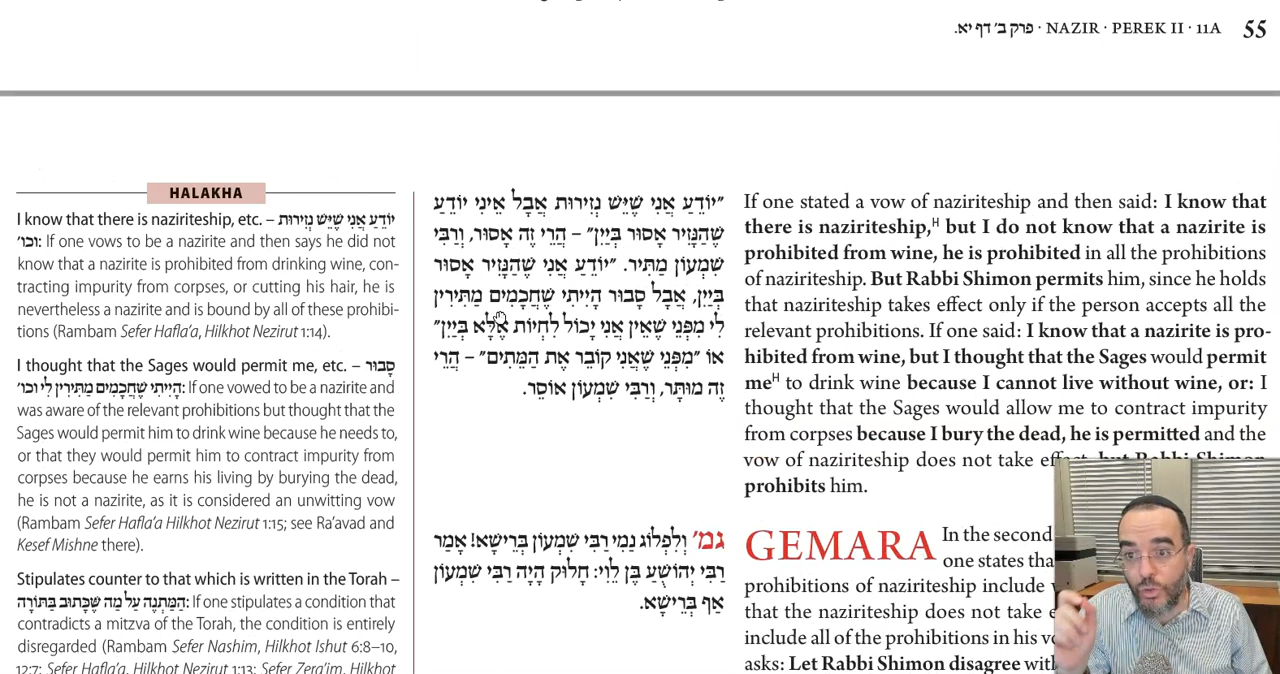 55 פרק ב׳ דף יא. · NAZIR · PEREK II · 11A
HALAKHA
I know that there is naziriteship, etc. – יוֹדֵעַ אֲנִי שֶׁיֵּשׁ נְזִירוּת
וכו׳: If one vows to be a nazirite and then says he did not
know that a nazirite is prohibited from drinking wine, con-
tracting impurity from corpses, or cutting his hair, he is
nevertheless a nazirite and is bound by all of these prohibi-
tions (Rambam Sefer Hafla’a, Hilkhot Nezirut 1:14).
I thought that the Sages would permit me, etc. – סָבוּר
הָיִיתִי שֶׁחֲכָמִים מַתִּירִין לִי וכו׳: If one vowed to be a nazirite and
was aware of the relevant prohibitions but thought that the
Sages would permit him to drink wine because he needs to,
or that they would permit him to contract impurity from
corpses because he earns his living by burying the dead,
he is not a nazirite, as it is considered an unwitting vow
(Rambam Sefer Hafla’a Hilkhot Nezirut 1:15; see Ra’avad and
Kesef Mishne there).
Stipulates counter to that which is written in the Torah –
הַמַּתְנֶה עַל מַה שֶּׁכָּתוּב בַּתּוֹרָה: If one stipulates a condition that
contradicts a mitzva of the Torah, the condition is entirely
disregarded (Rambam Sefer Nashim, Hilkhot Ishut 6:8–10,
12:7; Sefer Hafla’a, Hilkhot Nezirut 1:13; Sefer Zera’im, Hilkhot
״יוֹדֵעַ אֲנִי שֶׁיֵּשׁ נְזִירוּת אֲבָל אֵינִי יוֹדֵעַ
שֶׁהַנָּזִיר אָסוּר בְּיַיִן״ – הֲרֵי זֶה אָסוּר, וְרַבִּי
שִׁמְעוֹן מַתִּיר. ״יוֹדֵעַ אֲנִי שֶׁהַנָּזִיר אָסוּר
בְּיַיִן, אֲבָל סָבוּר הָיִיתִי שֶׁחֲכָמִים מַתִּירִין
לִי מִפְּנֵי שֶׁאֵין אֲנִי יָכוֹל לִחְיוֹת אֶלָּא בְּיַיִן״
אוֹ ״מִפְּנֵי שֶׁאֲנִי קוֹבֵר אֶת הַמֵּתִים״ – הֲרֵי
זֶה מוּתָּר, וְרַבִּי שִׁמְעוֹן אוֹסֵר.
גמ׳ וְלִפְלוֹג נַמִי רַבִּי שִׁמְעוֹן בְּרֵישָׁא! אָמַר
רַבִּי יְהוֹשֻׁעַ בֶּן לֵוִי: חָלוּק הָיָה רַבִּי שִׁמְעוֹן
אַף בְּרֵישָׁא.
If one stated a vow of naziriteship and then said: I know that
there is naziriteship,H but I do not know that a nazirite is
prohibited from wine, he is prohibited in all the prohibitions
of naziriteship. But Rabbi Shimon permits him, since he holds
that naziriteship takes effect only if the person accepts all the
relevant prohibitions. If one said: I know that a nazirite is pro-
hibited from wine, but I thought that the Sages would permit
meH to drink wine because I cannot live without wine, or: I
thought that the Sages would allow me to contract impurity
from corpses because I bury the dead, he is permitted and the
vow of naziriteship does not take effect, but Rabbi Shimon
prohibits him.
GEMARA In the second
one states tha
prohibitions of naziriteship include
that the naziriteship does not take e
include all of the prohibitions in his vo
asks: Let Rabbi Shimon disagree with